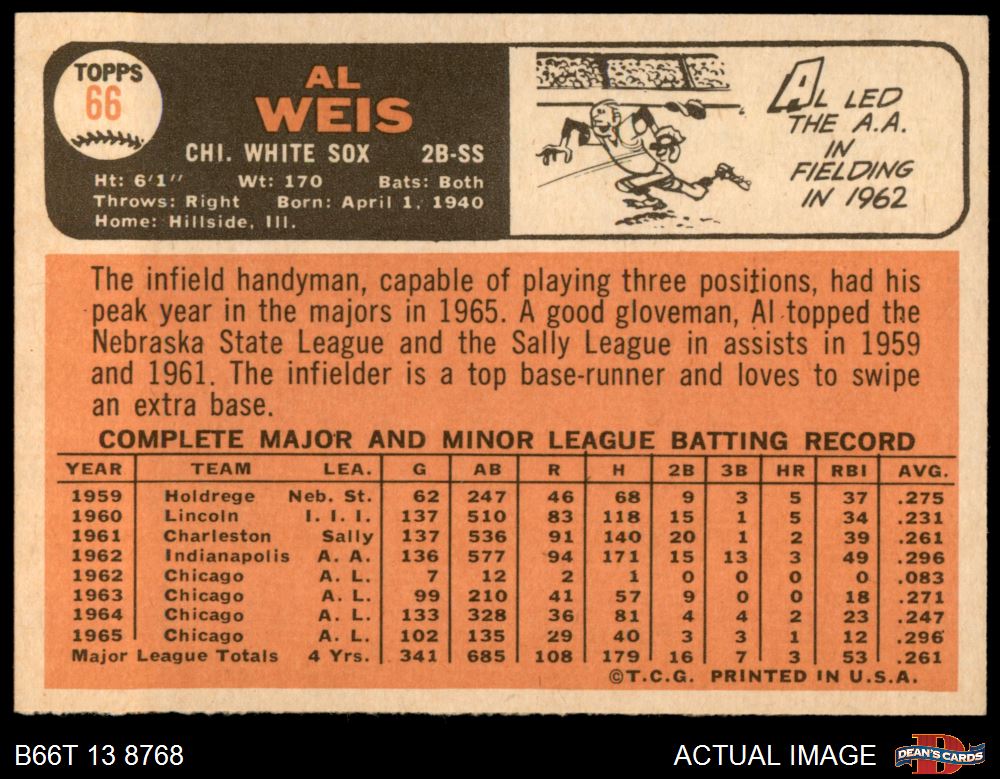 TOPPS
66
AL
WEIS
CHI. WHITE SOX 2B-SS
Ht: 6'1" Wt: 170 Bats: Both
Throws: Right Born: April 1, 1940
Home: Hillside, Ill.
AL LED
THE A.A.
IN
FIELDING
IN 1962
The infield handyman, capable of playing three positions, had his
peak year in the majors in 1965. A good gloveman, Al topped the
Nebraska State League and the Sally League in assists in 1959
and 1961. The infielder is a top base-runner and loves to swipe
an extra base.
COMPLETE MAJOR AND MINOR LEAGUE BATTING RECORD
YEAR TEAM LEA. G AB R H 2B 3B HR RBI AVG.
1959 Holdrege Neb. St. 62 247 46 68 9 3 5 37 .275
1960 Lincoln I. I. I. 137 510 83 118 15 1 5 34 .231
1961 Charleston Sally 137 536 91 140 20 1 2 39 .261
1962 Indianapolis A. A. 136 577 94 171 15 13 3 49 .296
1962 Chicago A. L. 7 12 2 1 0 0 0 0 .083
1963 Chicago A. L. 99 210 41 57 9 0 0 18 .271
1964 Chicago A. L. 133 328 36 81 4 4 2 23 .247
1965 Chicago A. L. 102 135 29 40 3 3 1 12 .296
Major League Totals 4 Yrs. 341 685 108 179 16 7 3 53 .261
©T.C.G. PRINTED IN U.S.A.
B66T 13 8768
ACTUAL IMAGE
DEAN'S CARDS